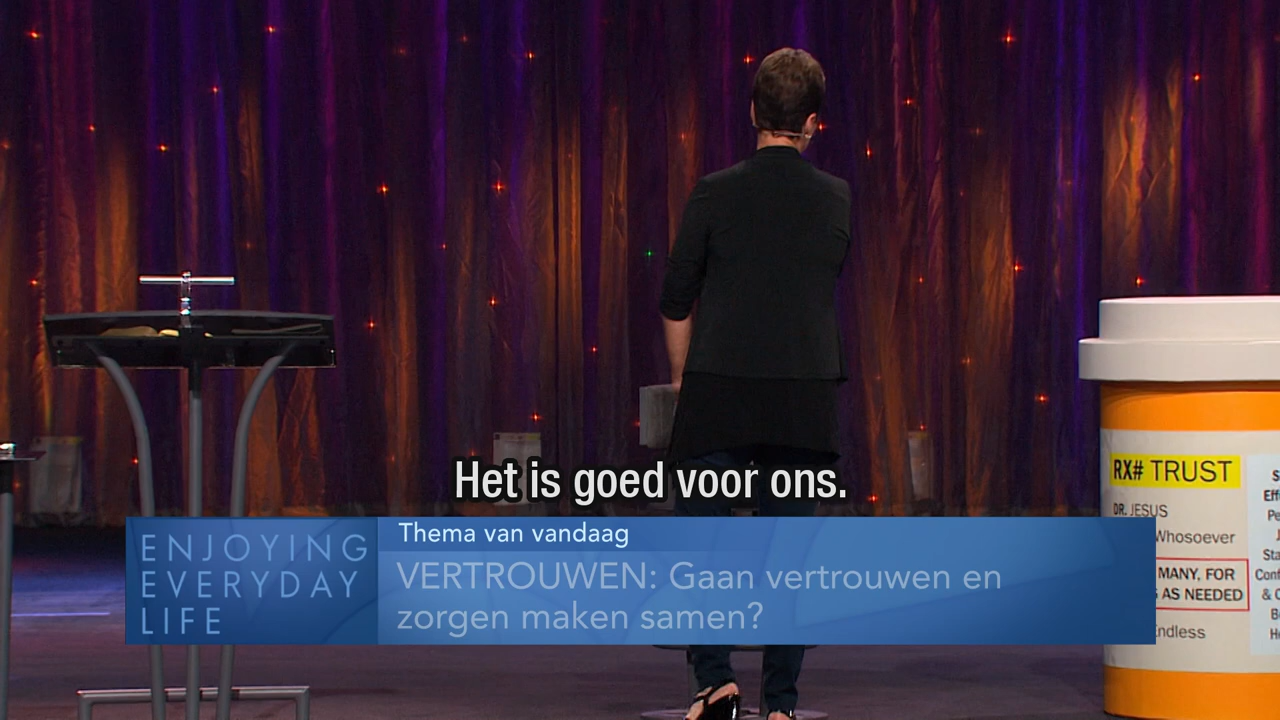 Het is goed voor ons.
ENJOYING
EVERYDAY
LIFE
Thema van vandaag
VERTROUWEN: Gaan vertrouwen en
zorgen maken samen?
RX# TRUST
DR. JESUS
Whosoever
MANY, FOR
AS NEEDED
Endless